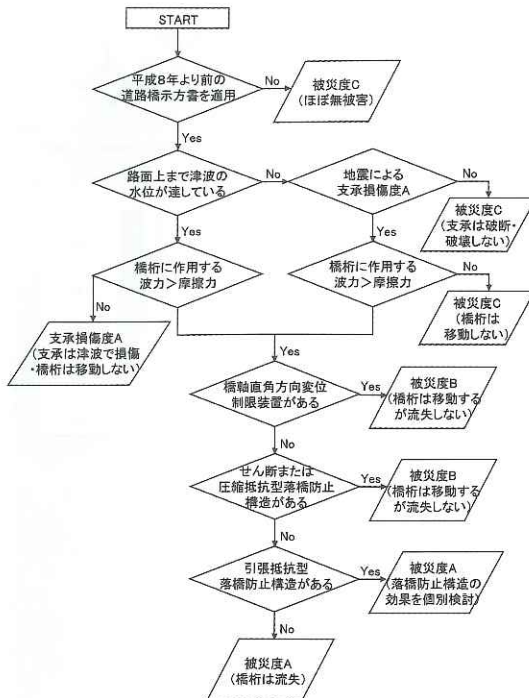 START
平成8年より前の
道路橋示方書を適用
No
被災度C
(ほぼ無被害)
Yes
路面上まで津波の
水位が達している
No
地震による
支承損傷度A
No
被災度C
(支承は破断・
破壊しない)
Yes
Yes
橋桁に作用する
波力>摩擦力
橋桁に作用する
波力>摩擦力
No
No
支承損傷度A
(支承は津波で損傷
・橋桁は移動しない)
被災度C
(橋桁は
移動しない)
Yes
橋軸直角方向変位
制限装置がある
Yes
被災度B
(橋桁は移動する
が流失しない)
No
せん断または
圧縮抵抗型落橋防止
構造がある
Yes
被災度B
(橋桁は移動する
が流失しない)
No
引張抵抗型
落橋防止構造がある
Yes
被災度A
(落橋防止構造の
効果を個別検討)
No
被災度A
(橋桁は流失)